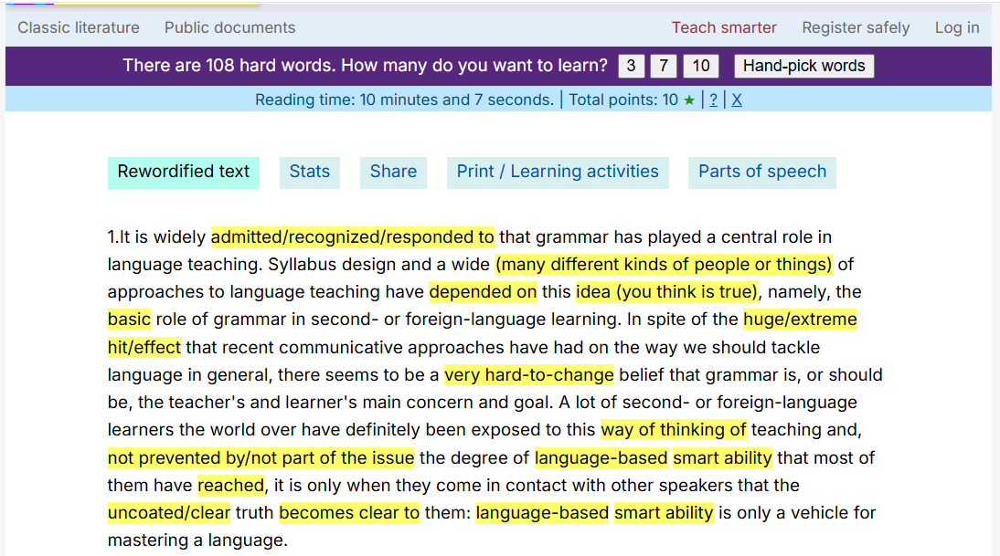 Classic literature Public documents Teach smarter Register safely Log in
There are 108 hard words. How many do you want to learn? 3 7 10 Hand-pick words
Reading time: 10 minutes and 7 seconds. | Total points: 10 ★ | ? | X
Rewordified text Stats Share Print / Learning activities Parts of speech
1.It is widely admitted/recognized/responded to that grammar has played a central role in
language teaching. Syllabus design and a wide (many different kinds of people or things) of
approaches to language teaching have depended on this idea (you think is true), namely, the
basic role of grammar in second- or foreign-language learning. In spite of the huge/extreme
hit/effect that recent communicative approaches have had on the way we should tackle
language in general, there seems to be a very hard-to-change belief that grammar is, or should
be, the teacher's and learner's main concern and goal. A lot of second- or foreign-language
learners the world over have definitely been exposed to this way of thinking of teaching and,
not prevented by/not part of the issue the degree of language-based smart ability that most of
them have reached, it is only when they come in contact with other speakers that the
uncoated/clear truth becomes clear to them: language-based smart ability is only a vehicle for
mastering a language.